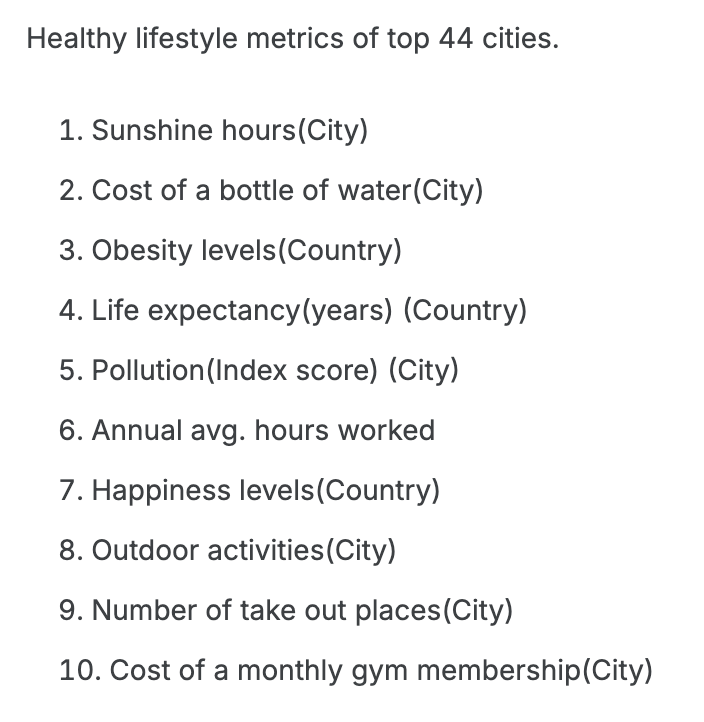 Healthy lifestyle metrics of top 44 cities.
1. Sunshine hours(City)
2. Cost of a bottle of water(City)
3. Obesity levels(Country)
4. Life expectancy(years) (Country)
5. Pollution(Index score) (City)
6. Annual avg. hours worked
7. Happiness levels(Country)
8. Outdoor activities(City)
9. Number of take out places(City)
10. Cost of a monthly gym membership(City)